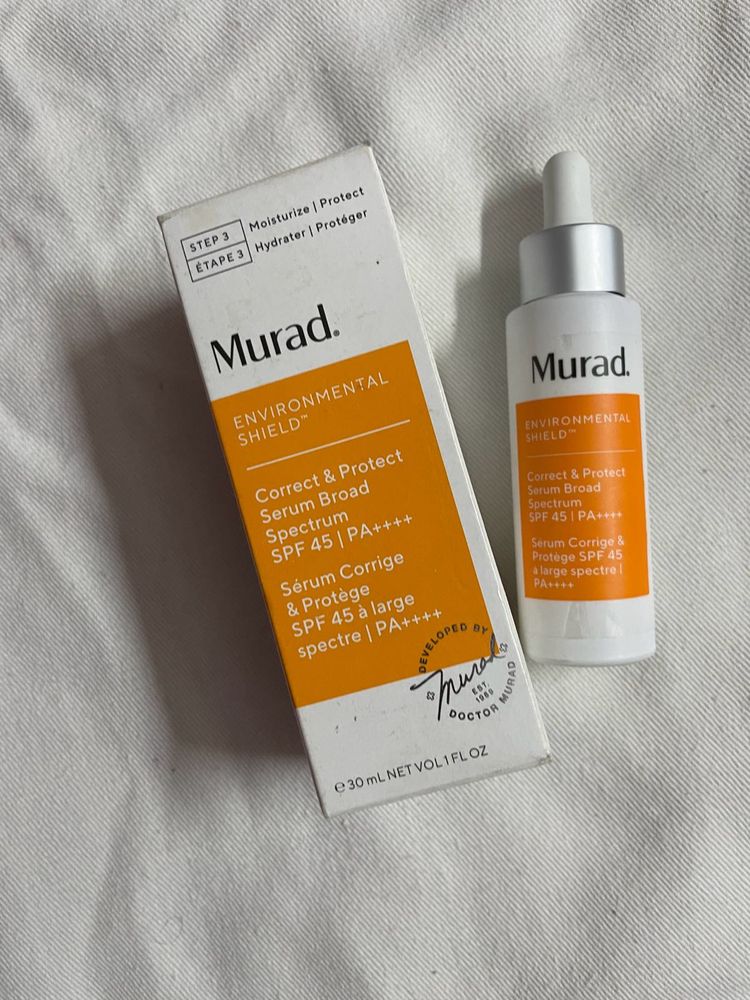 STEP 3
Moisturize | Protect
ÉTAPE 3
Hydrater | Protéger
Murad.
ENVIRONMENTAL
SHIELD™
Correct & Protect
Serum Broad
Spectrum
SPF 45 | PA++++
Sérum Corrige
& Protège
SPF 45 à large
spectre | PA++++
DEVELOPED BY
Murad
EST.
1989
DOCTOR MURAD
℮ 30 mL NET VOL 1 FL OZ
Murad.
ENVIRONMENTAL
SHIELD™
Correct & Protect
Serum Broad
Spectrum
SPF 45 | PA++++
Sérum Corrige &
Protège SPF 45
à large spectre |
PA++++